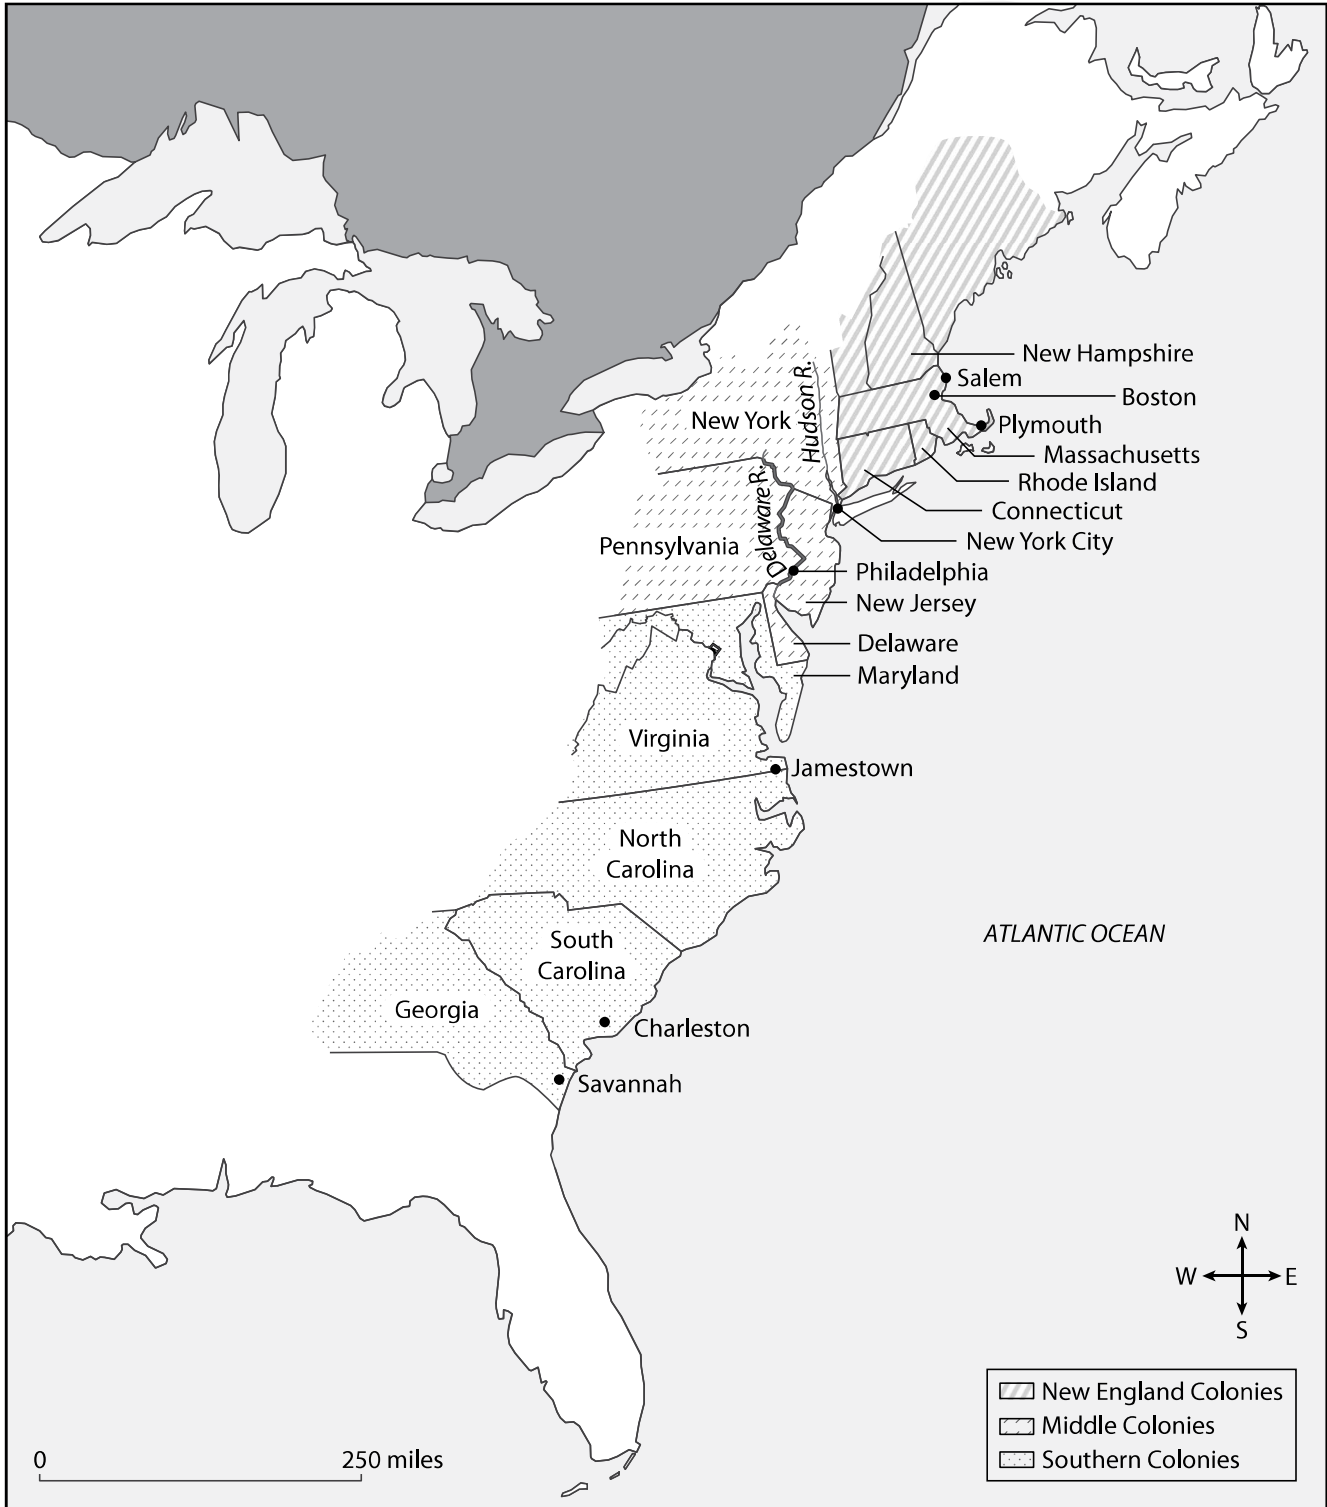 New Hampshire
Salem
Boston
Hudson R.
New York
Plymouth
Massachusetts
Rhode Island
Delaware R.
Connecticut
New York City
Pennsylvania
Philadelphia
New Jersey
Delaware
Maryland
Virginia
Jamestown
North
Carolina
ATLANTIC OCEAN
South
Carolina
Georgia
Charleston
Savannah
N
W
E
S
New England Colonies
Middle Colonies
Southern Colonies
0
250 miles